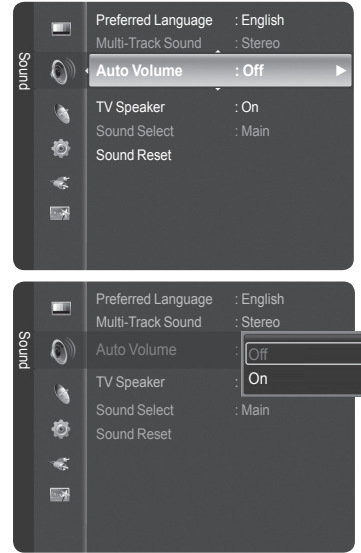 Sound
Preferred Language : English
Multi-Track Sound : Stereo
Auto Volume : Off
TV Speaker : On
Sound Select : Main
Sound Reset
Sound
Preferred Language : English
Multi-Track Sound : Stereo
Auto Volume : Off
On
TV Speaker :
Sound Select : Main
Sound Reset